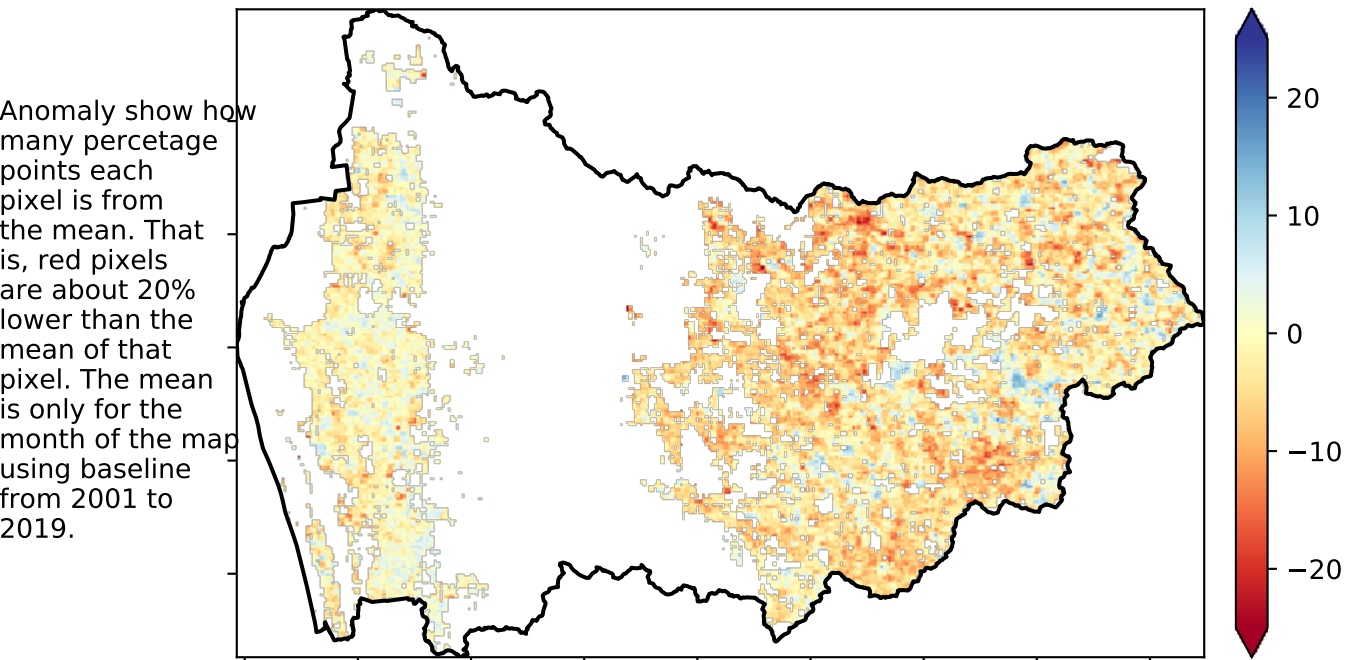 Anomaly show how
many percetage
points each
pixel is from
the mean. That
is, red pixels
are about 20%
lower than the
mean of that
pixel. The mean
is only for the
month of the map
using baseline
from 2001 to
2019.
20
10
0
−10
−20